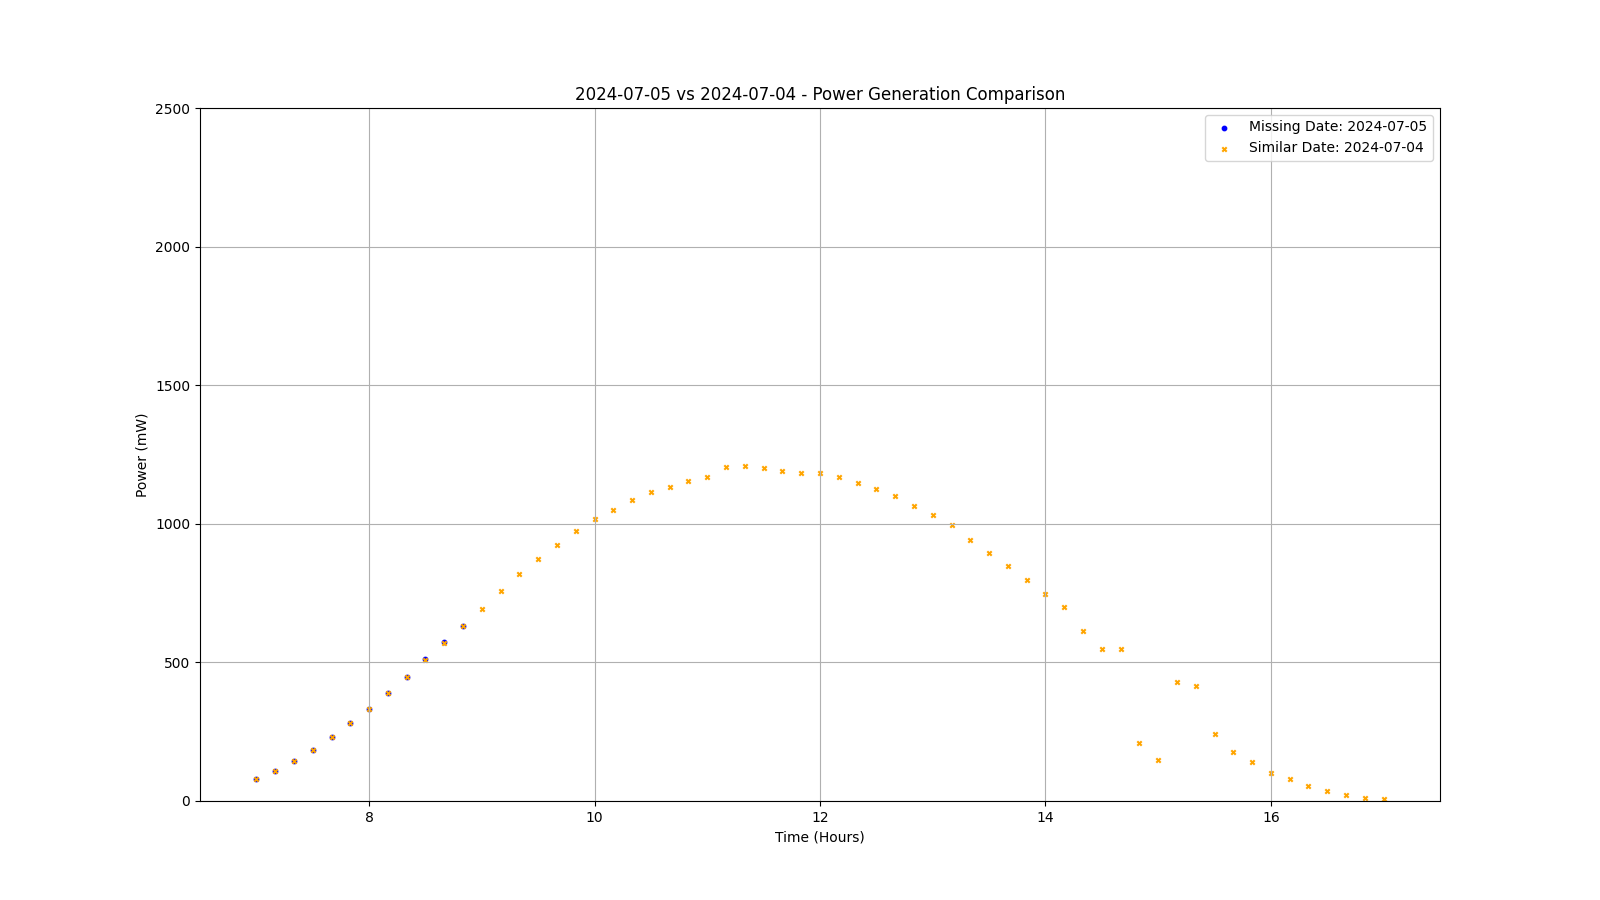 2024-07-05 vs 2024-07-04 - Power Generation Comparison
Missing Date: 2024-07-05
Similar Date: 2024-07-04
2500
2000
1500
1000
500
0
Power (mW)
8
10
12
14
16
Time (Hours)